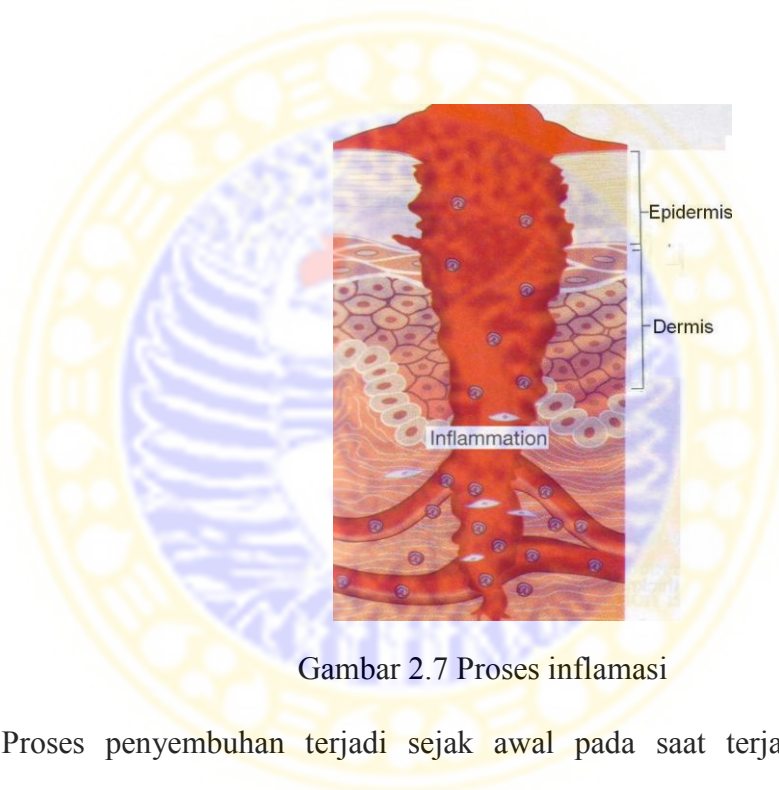 Epidermis
Dermis
Inflammation
Gambar 2.7 Proses inflamasi
Proses penyembuhan terjadi sejak awal pada saat terja